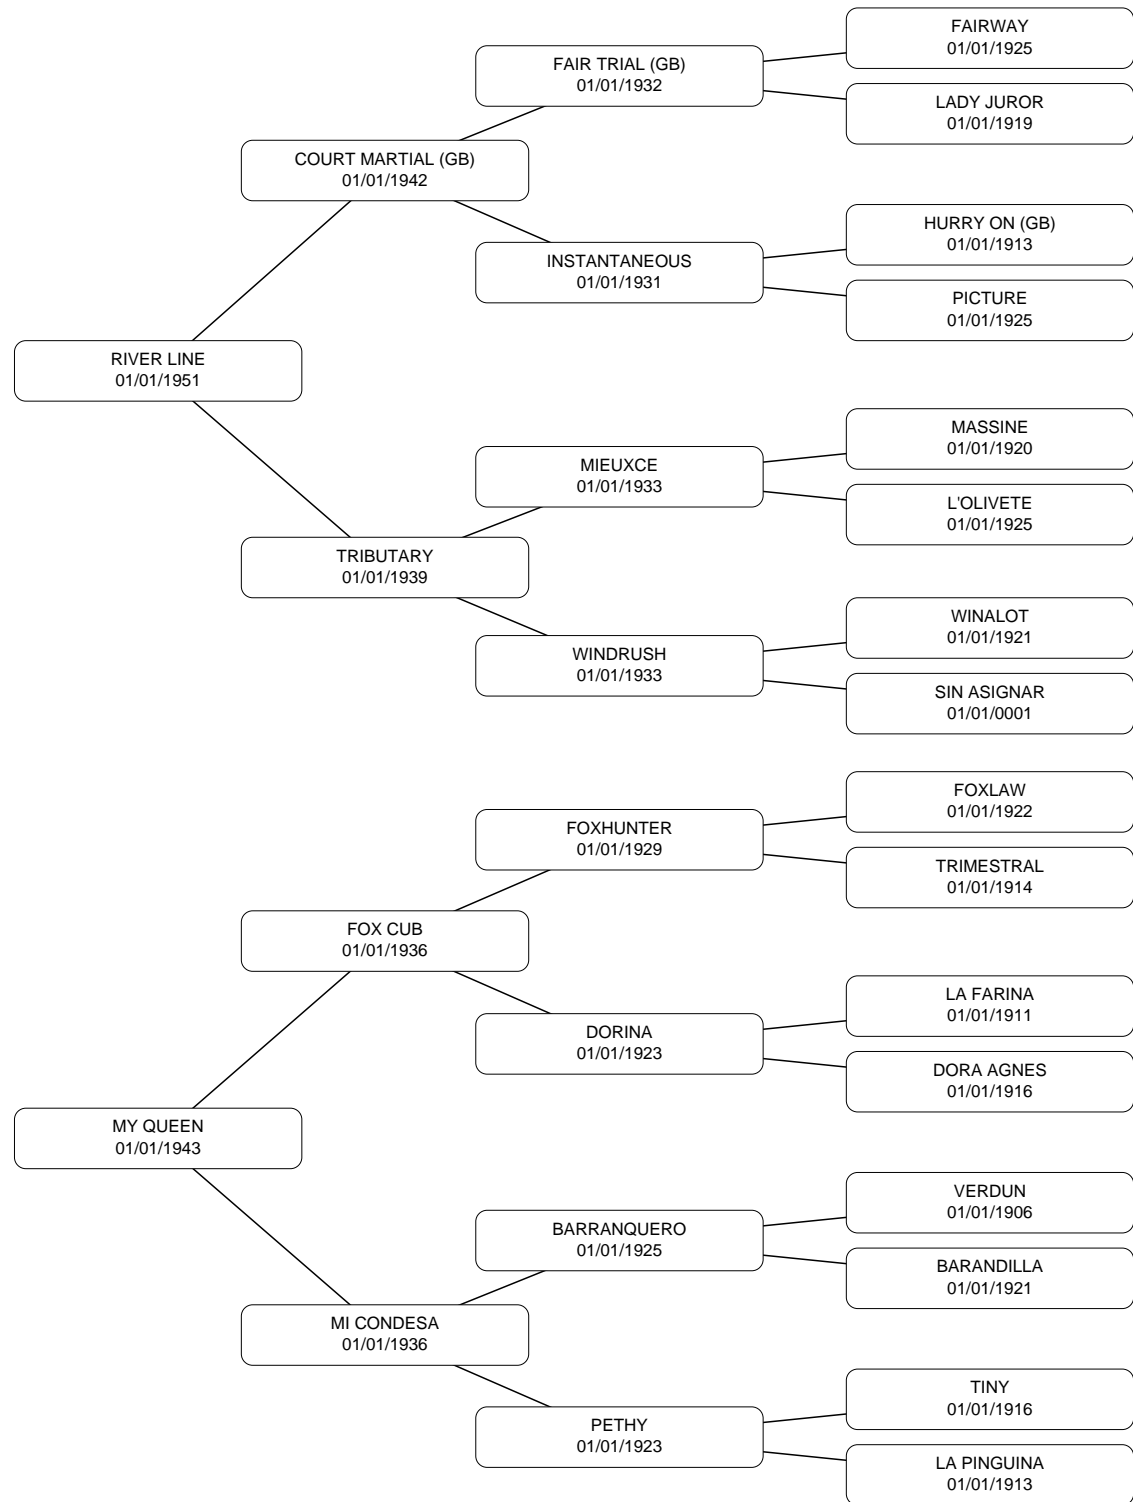 FAIRWAY
01/01/1925
FAIR TRIAL (GB)
01/01/1932
LADY JUROR
01/01/1919
COURT MARTIAL (GB)
01/01/1942
HURRY ON (GB)
01/01/1913
INSTANTANEOUS
01/01/1931
PICTURE
01/01/1925
RIVER LINE
01/01/1951
MASSINE
01/01/1920
MIEUXCE
01/01/1933
L'OLIVETE
01/01/1925
TRIBUTARY
01/01/1939
WINALOT
01/01/1921
WINDRUSH
01/01/1933
SIN ASIGNAR
01/01/0001
FOXLAW
01/01/1922
FOXHUNTER
01/01/1929
TRIMESTRAL
01/01/1914
FOX CUB
01/01/1936
LA FARINA
01/01/1911
DORINA
01/01/1923
DORA AGNES
01/01/1916
MY QUEEN
01/01/1943
VERDUN
01/01/1906
BARRANQUERO
01/01/1925
BARANDILLA
01/01/1921
MI CONDESA
01/01/1936
TINY
01/01/1916
PETHY
01/01/1923
LA PINGUINA
01/01/1913